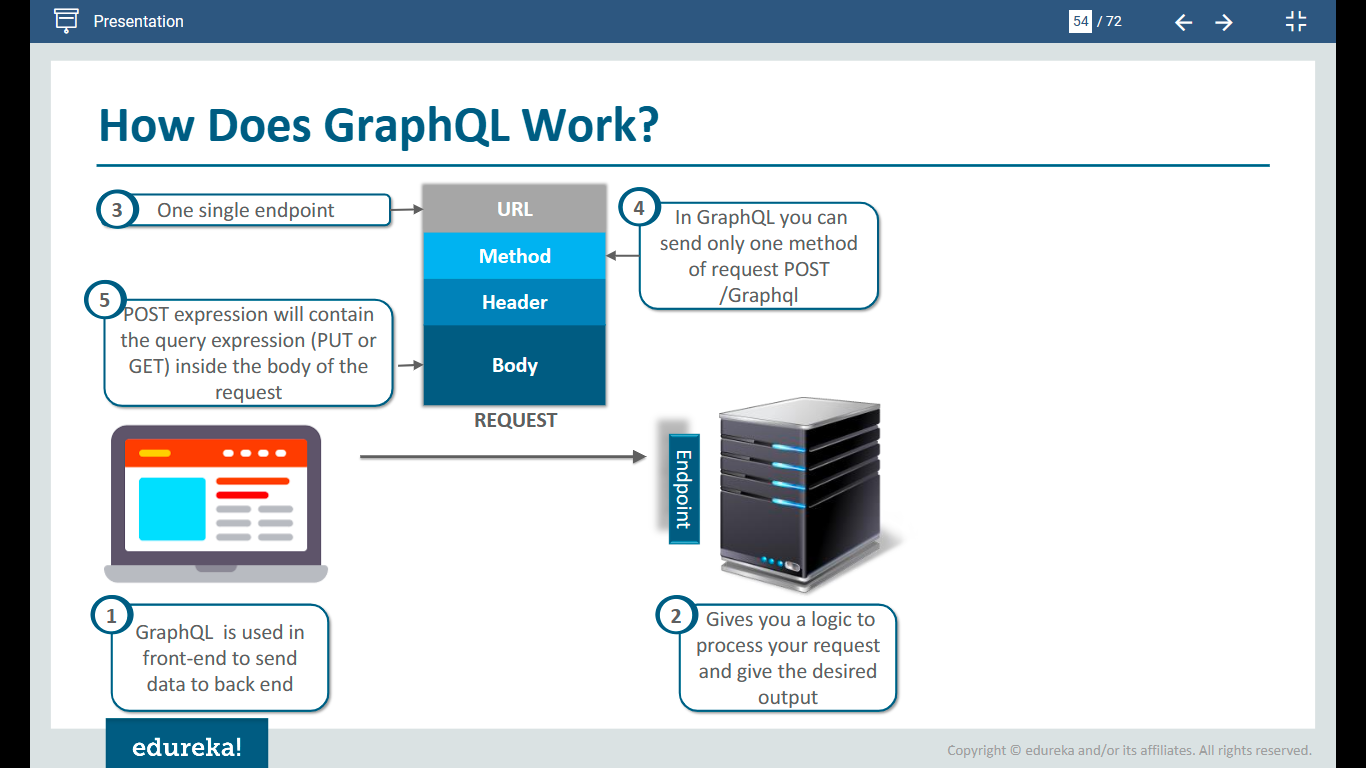 Presentation
54 / 72
How Does GraphQL Work?
3
One single endpoint
URL
Method
Header
Body
REQUEST
4
In GraphQL you can
send only one method
of request POST
/Graphql
5
POST expression will contain
the query expression (PUT or
GET) inside the body of the
request
Endpoint
1
GraphQL is used in
front-end to send
data to back end
2
Gives you a logic to
process your request
and give the desired
output
edureka!
Copyright © edureka and/or its affiliates. All rights reserved.